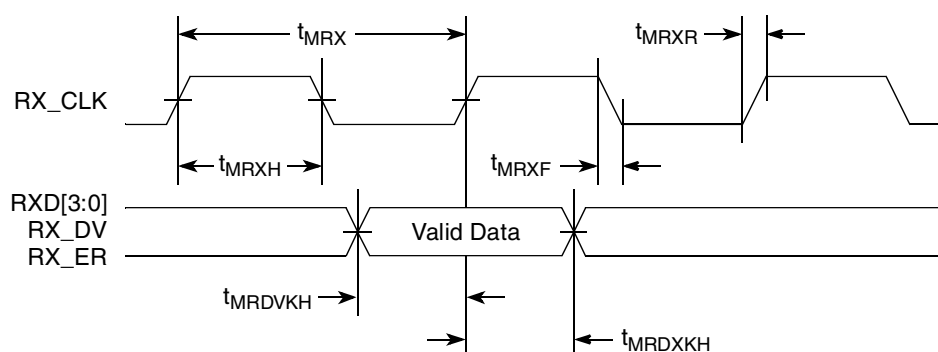 tMRX
tMRXR
RX_CLK
tMRXH
tMRXF
RXD[3:0]
RX_DV
Valid Data
RX_ER
tMRDVKH
tMRDXKH